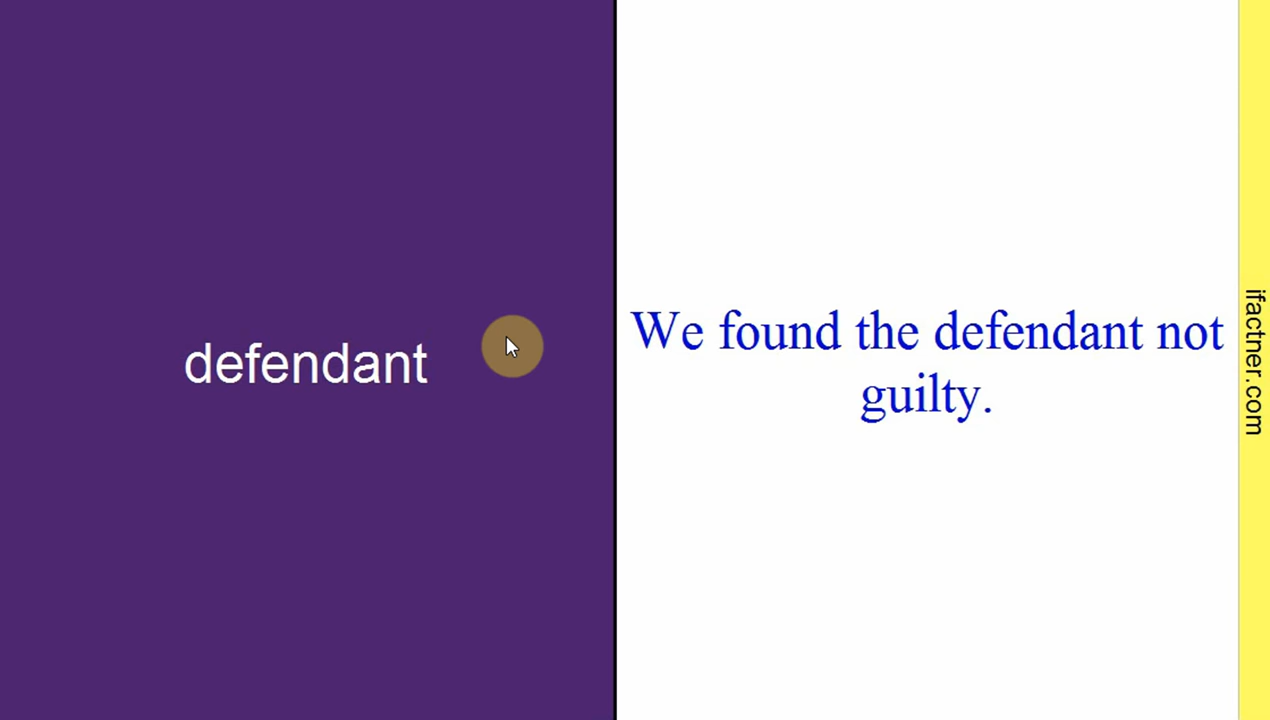 defendant
We found the defendant not
guilty.
ifactner.com